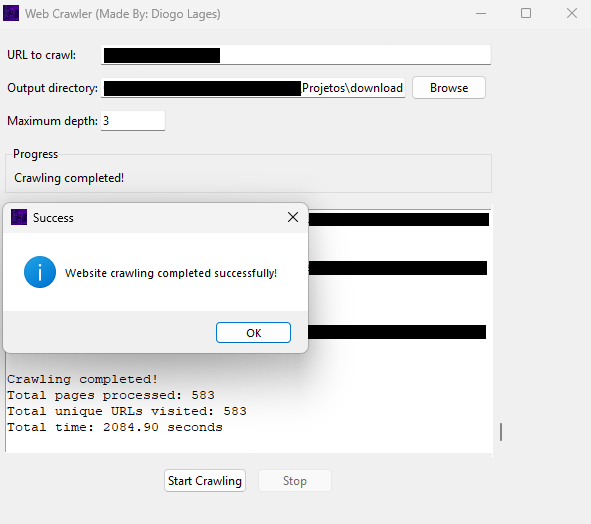 Web Crawler (Made By: Diogo Lages)
URL to crawl:
Output directory: Projetos\download Browse
Maximum depth: 3
Progress
Crawling completed!
Success
Website crawling completed successfully!
OK
Crawling completed!
Total pages processed: 583
Total unique URLs visited: 583
Total time: 2084.90 seconds
Start Crawling Stop